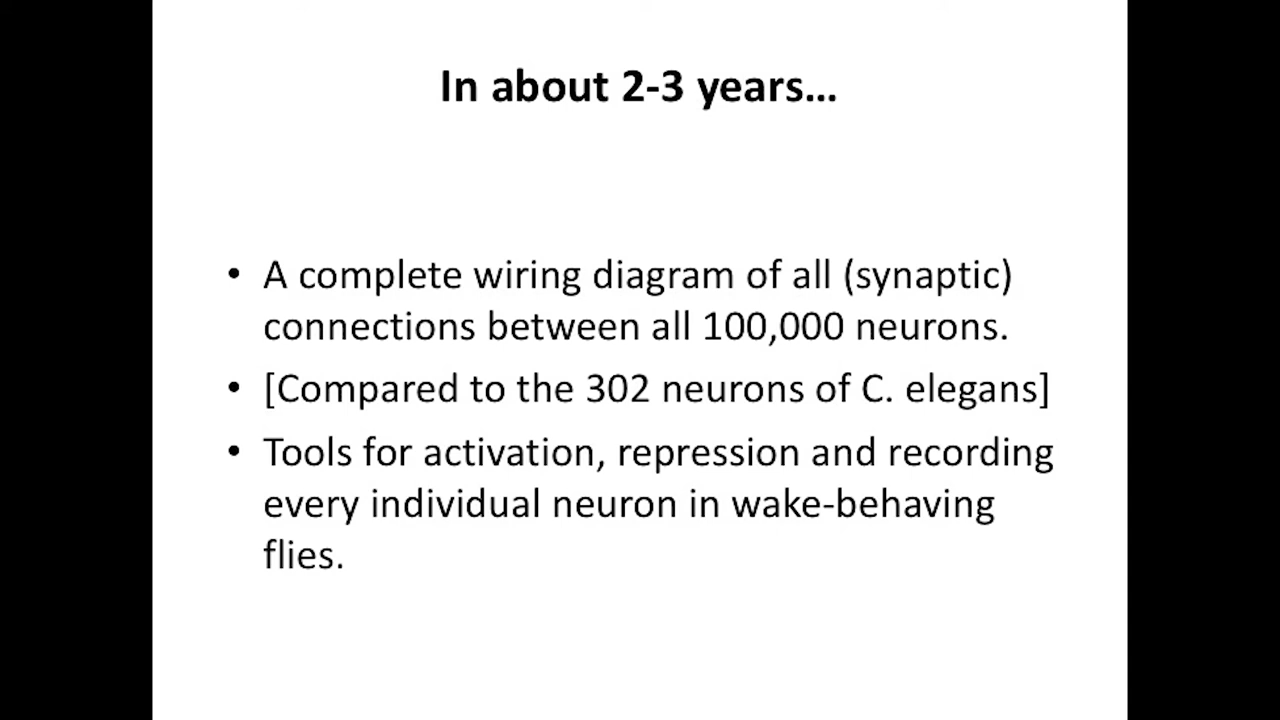 In about 2-3 years…
• A complete wiring diagram of all (synaptic)
connections between all 100,000 neurons.
• [Compared to the 302 neurons of C. elegans]
• Tools for activation, repression and recording
every individual neuron in wake-behaving
flies.